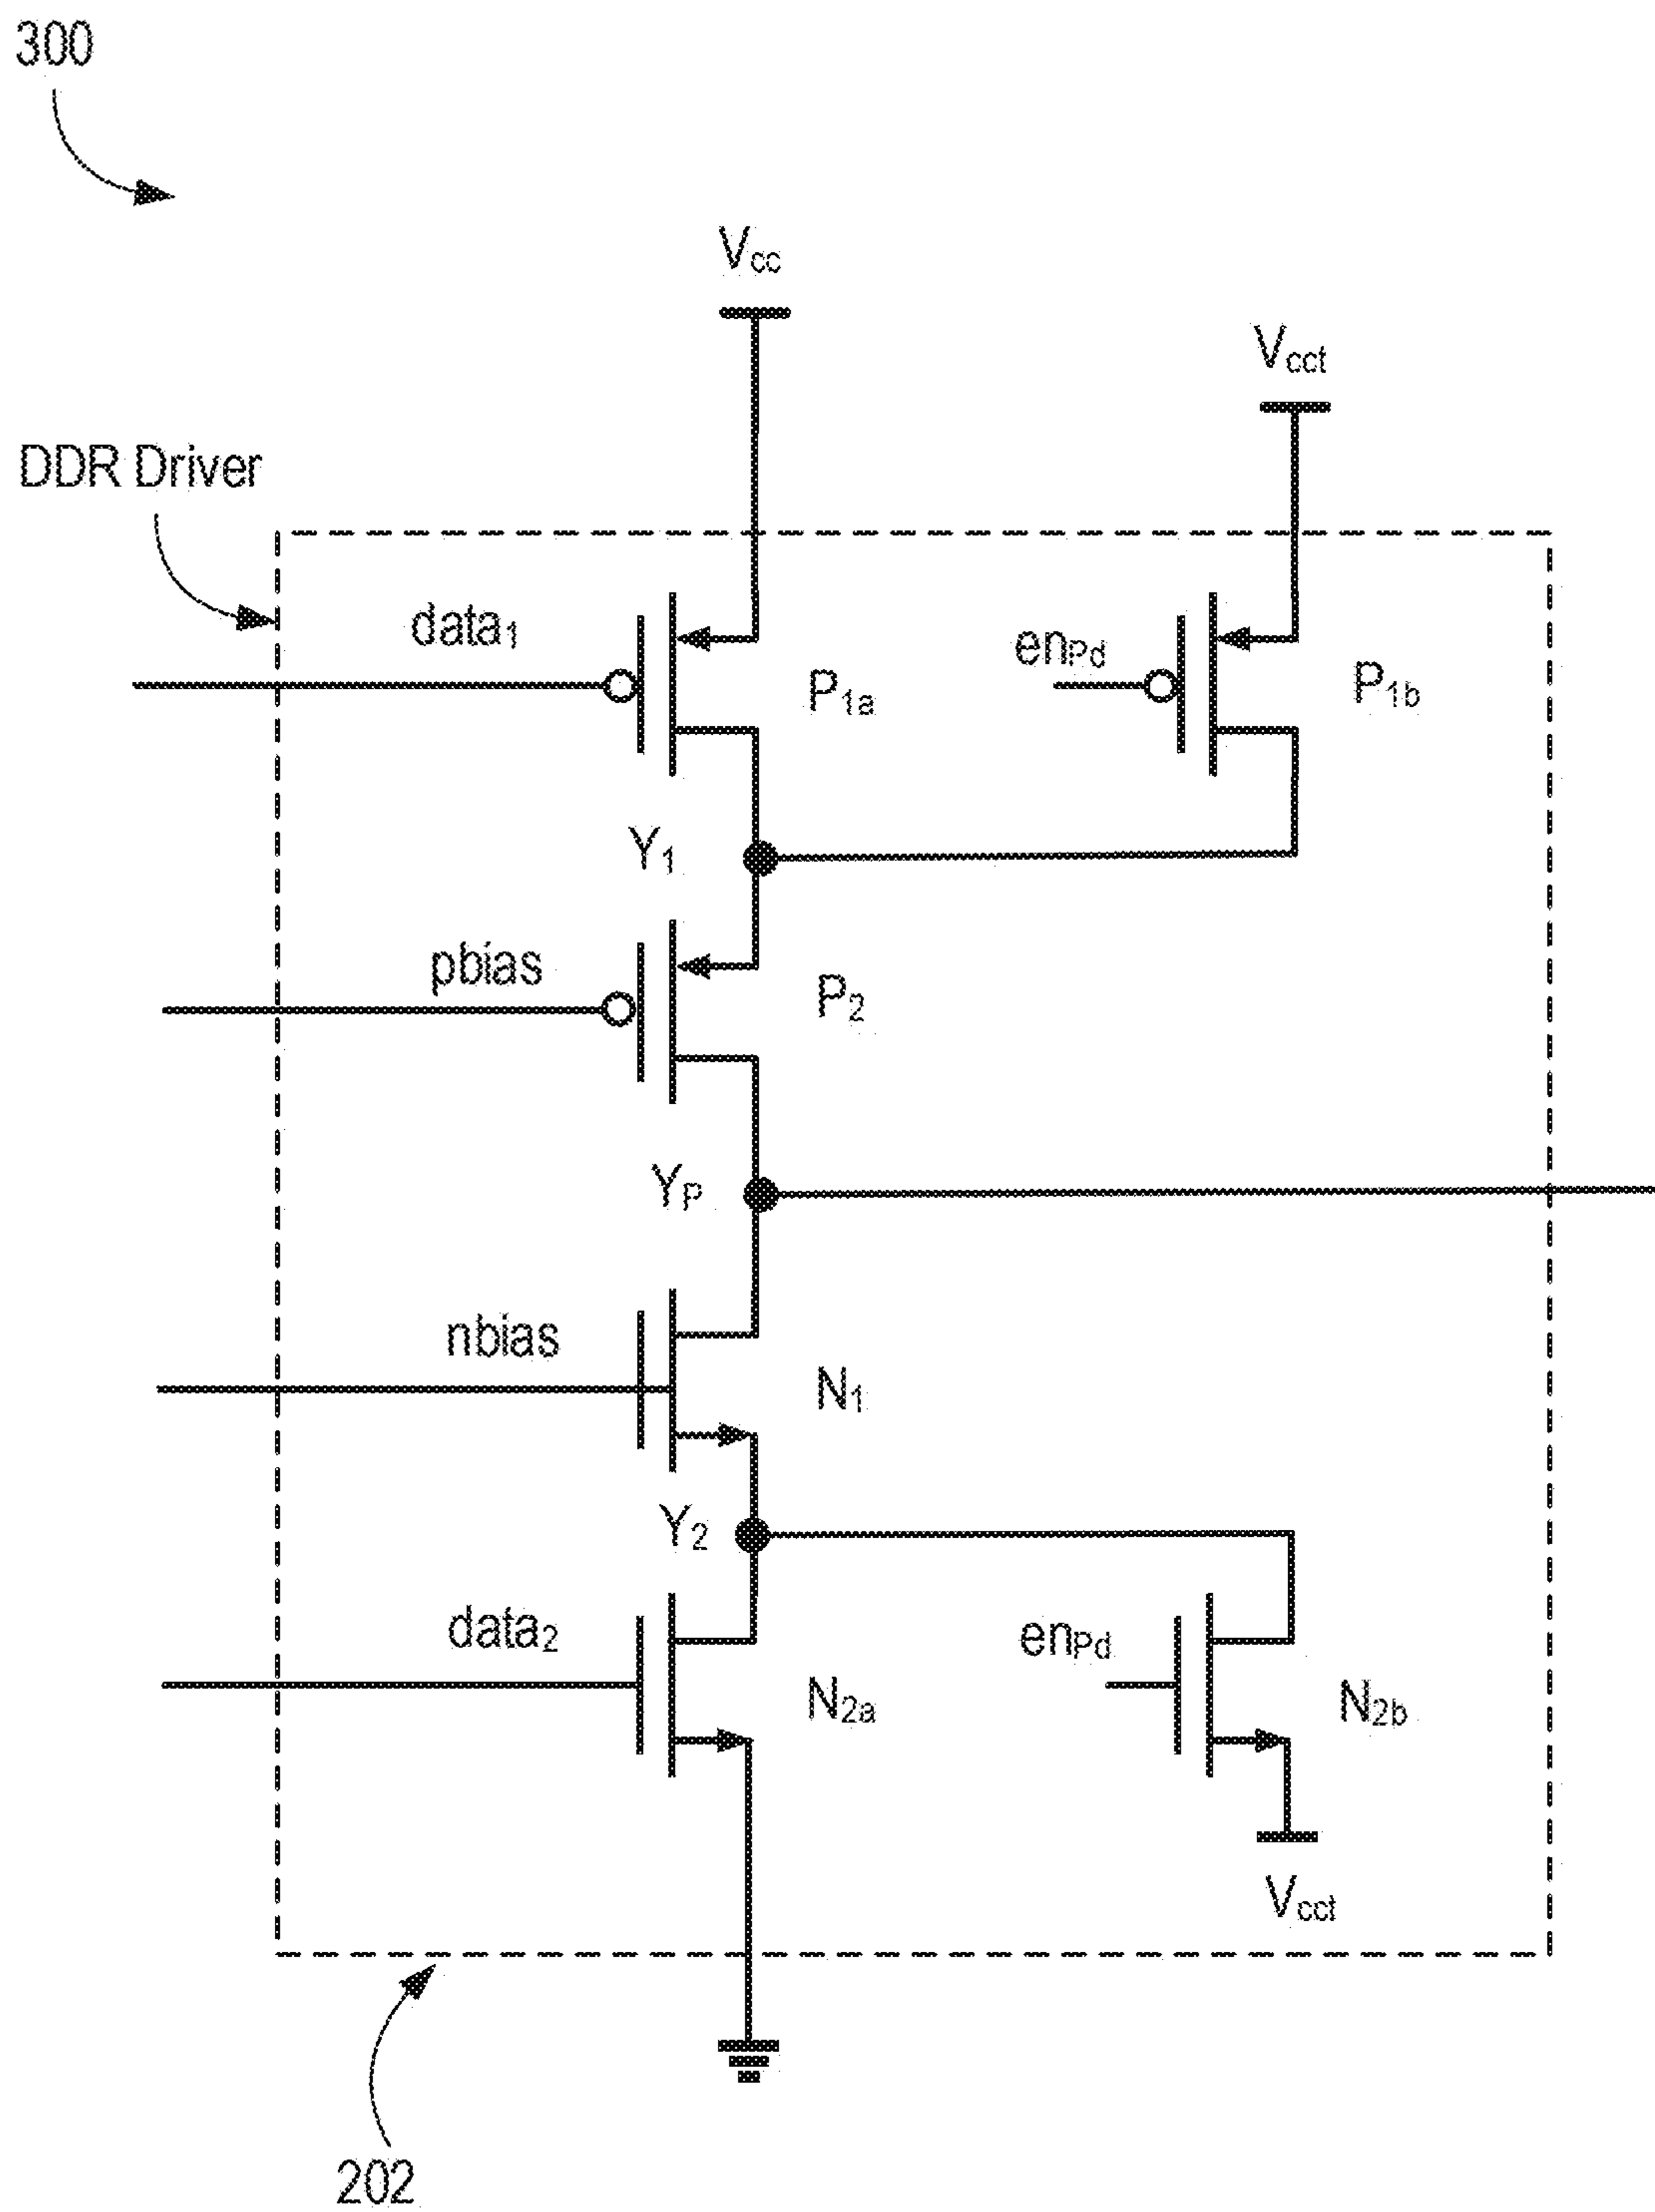 300
Vcc
Vcct
DDR Driver
data1
P1a
enPd
P1b
Y1
pbias
P2
YP
nbias
N1
Y2
data2
N2a
enPd
N2b
Vcct
202